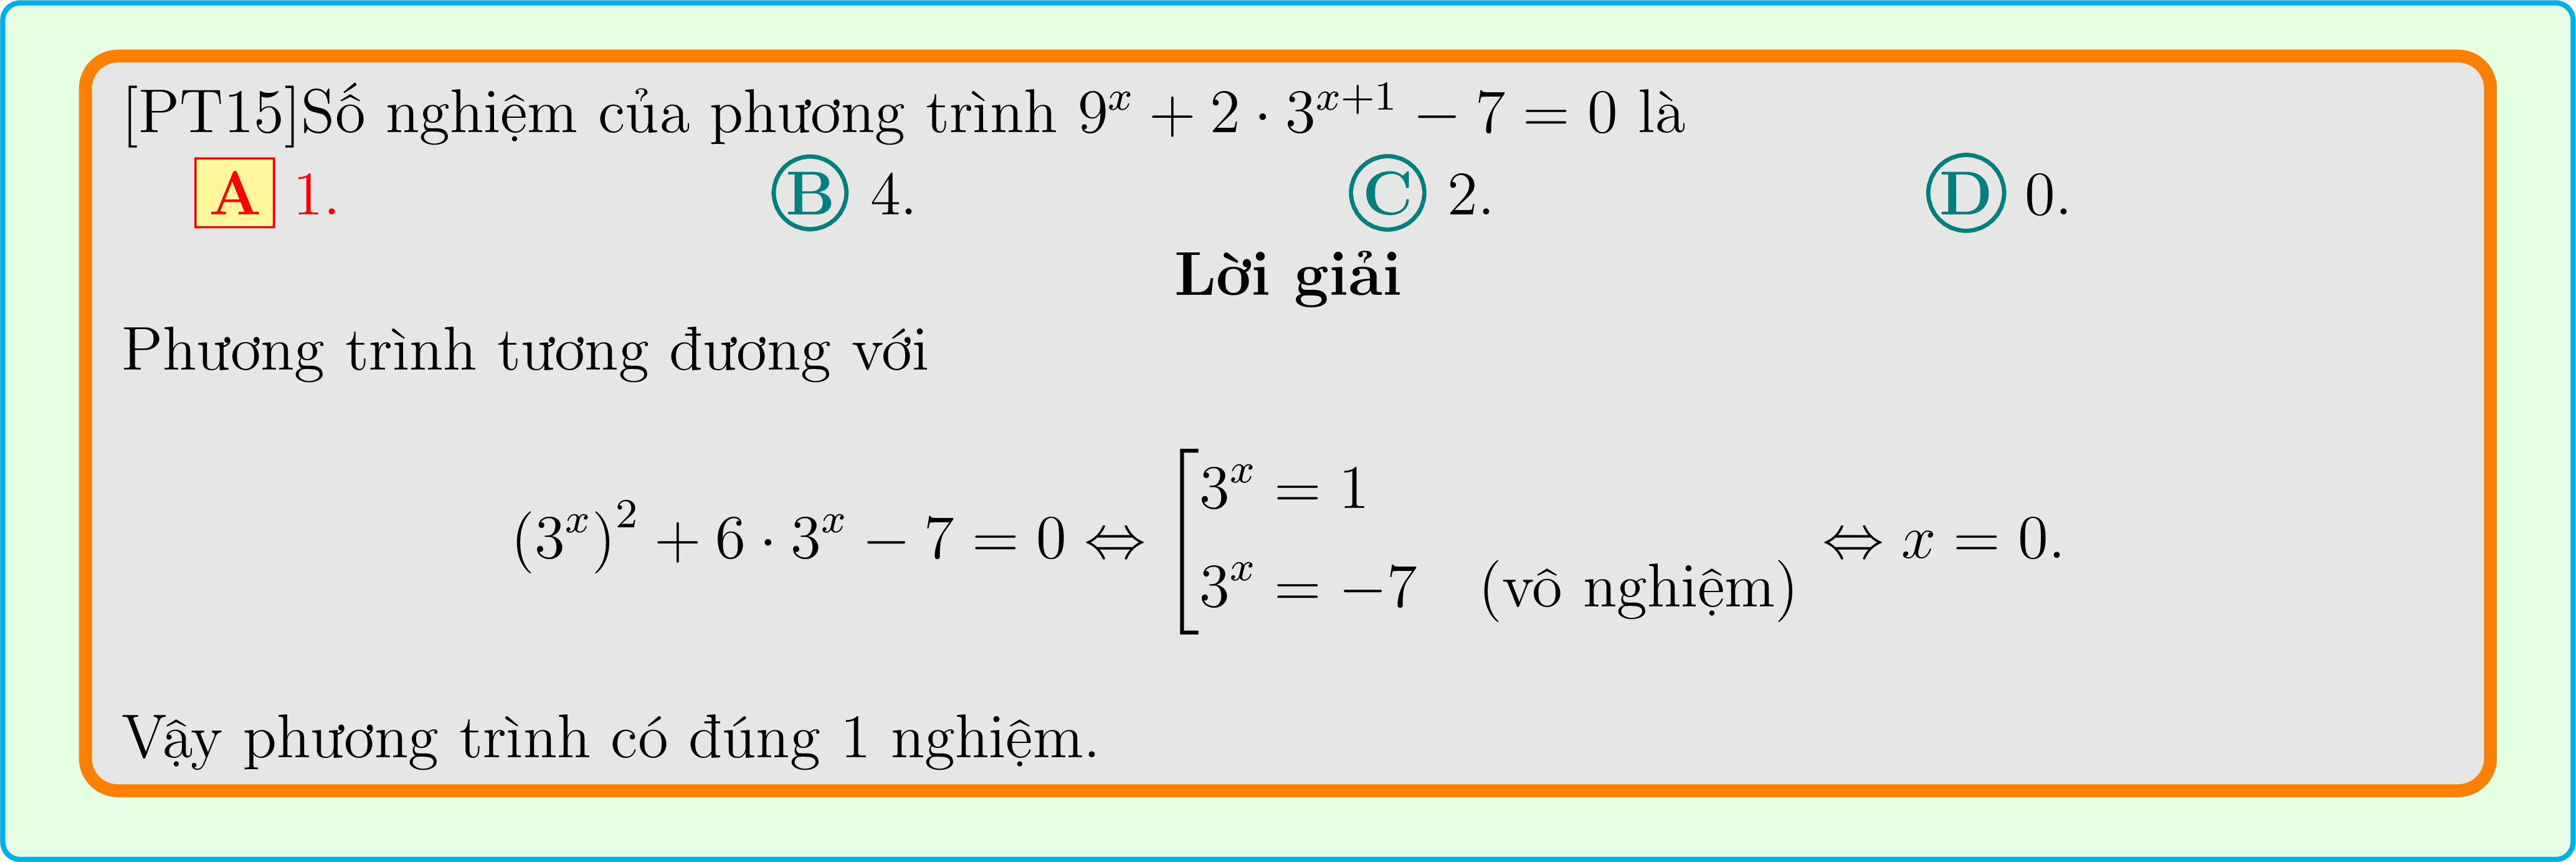 [PT15]Số nghiệm của phương trình $9^x + 2 \cdot 3^{x+1} - 7 = 0$ là
A 1. B 4. C 2. D 0.
Lời giải
Phương trình tương đương với
$(3^x)^2 + 6 \cdot 3^x - 7 = 0 \Leftrightarrow \left[\begin{array}{l} 3^x = 1 \\ 3^x = -7 \quad \text{(vô nghiệm)} \end{array}\right. \Leftrightarrow x = 0.$
Vậy phương trình có đúng 1 nghiệm.